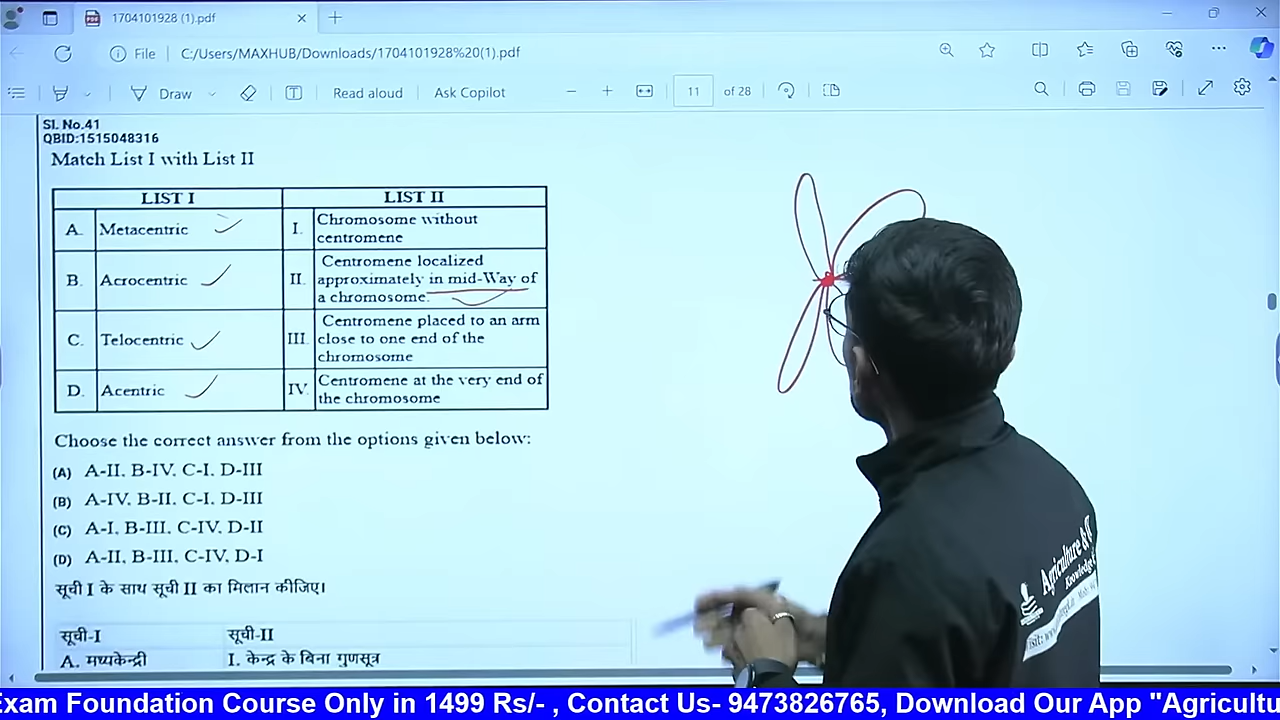 1704101928 (1).pdf
File C:/Users/MAXHUB/Downloads/1704101928%20(1).pdf
Draw Read aloud Ask Copilot 11 of 28
Sl. No.41
QBID:1515048316
Match List I with List II
LIST I LIST II
A. Metacentric I. Chromosome without
centromene
B. Acrocentric II. Centromene localized
approximately in mid-Way of
a chromosome.
C. Telocentric III. Centromene placed to an arm
close to one end of the
chromosome
D. Acentric IV. Centromene at the very end of
the chromosome
Choose the correct answer from the options given below:
(A) A-II, B-IV, C-I, D-III
(B) A-IV, B-II, C-I, D-III
(C) A-I, B-III, C-IV, D-II
(D) A-II, B-III, C-IV, D-I
सूची I के साथ सूची II का मिलान कीजिए।
सूची-I सूची-II
A. मध्यकेन्द्री I. केन्द्र के बिना गुणसूत्र
Agriculture &
Knowledge
Exam Foundation Course Only in 1499 Rs/- , Contact Us- 9473826765, Download Our App "Agricultu